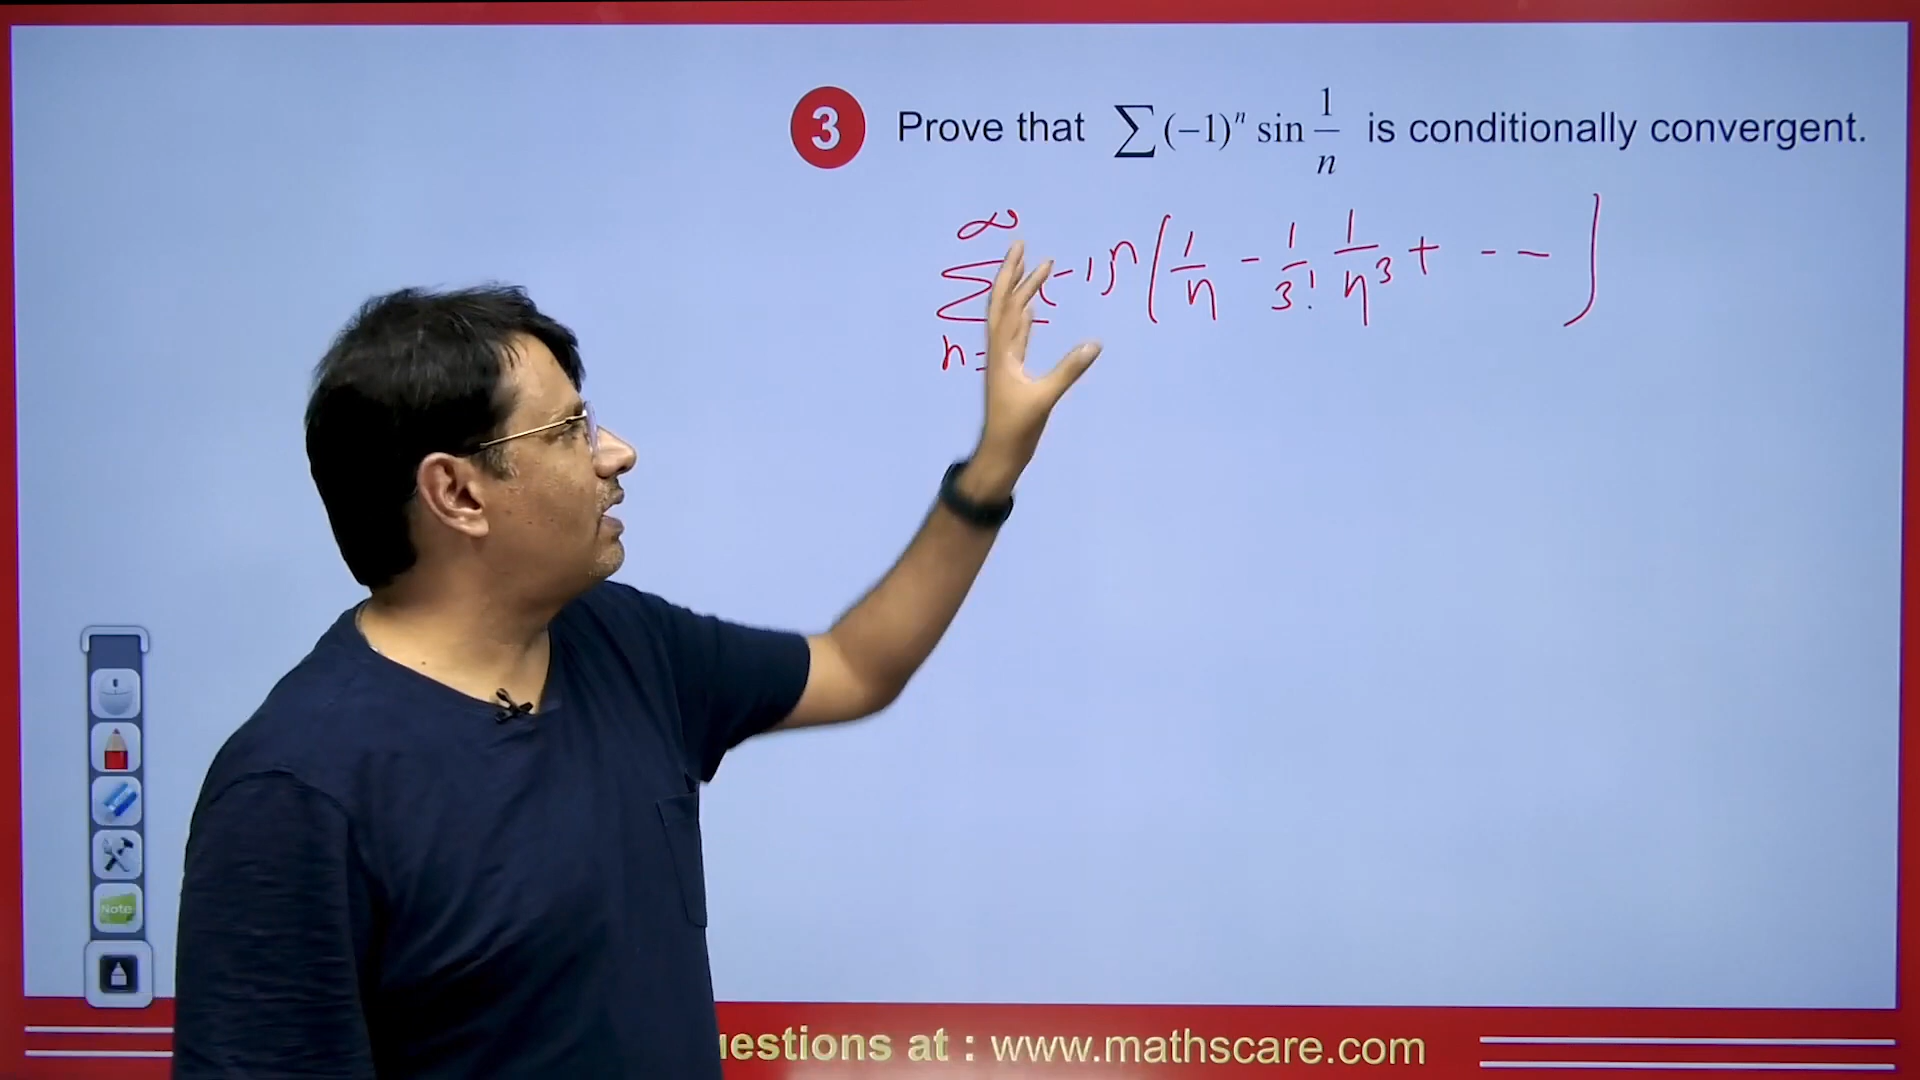 3 Prove that ∑(−1)ⁿ sin 1/n is conditionally convergent.
∞
∑ (-1)ⁿ (1/n - 1/3! 1/n³ + - - -)
n=
Note
uestions at : www.mathscare.com